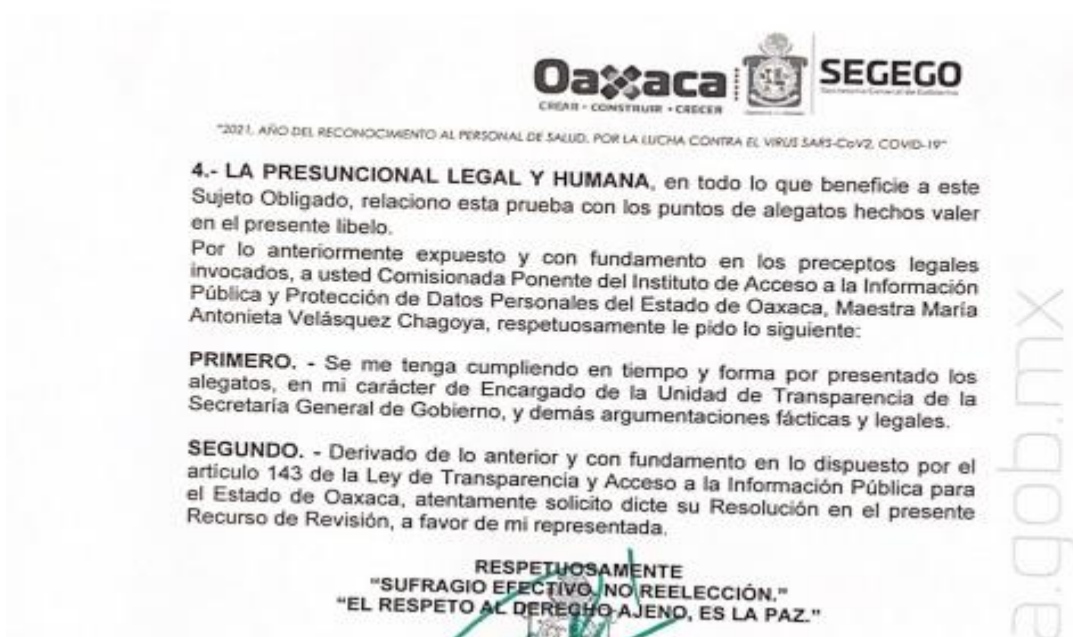 Oaxaca
CREAR • CONSTRUIR • CRECER
SEGEGO
Secretaría General de Gobierno
"2021, AÑO DEL RECONOCIMIENTO AL PERSONAL DE SALUD, POR LA LUCHA CONTRA EL VIRUS SARS-CoV2, COVID-19"
4.- LA PRESUNCIONAL LEGAL Y HUMANA, en todo lo que beneficie a este
Sujeto Obligado, relaciono esta prueba con los puntos de alegatos hechos valer
en el presente libelo.
Por lo anteriormente expuesto y con fundamento en los preceptos legales
invocados, a usted Comisionada Ponente del Instituto de Acceso a la Información
Pública y Protección de Datos Personales del Estado de Oaxaca, Maestra María
Antonieta Velásquez Chagoya, respetuosamente le pido lo siguiente:
PRIMERO. - Se me tenga cumpliendo en tiempo y forma por presentado los
alegatos, en mi carácter de Encargado de la Unidad de Transparencia de la
Secretaría General de Gobierno, y demás argumentaciones fácticas y legales.
SEGUNDO. - Derivado de lo anterior y con fundamento en lo dispuesto por el
artículo 143 de la Ley de Transparencia y Acceso a la Información Pública para
el Estado de Oaxaca, atentamente solicito dicte su Resolución en el presente
Recurso de Revisión, a favor de mi representada.
RESPETUOSAMENTE
"SUFRAGIO EFECTIVO, NO REELECCIÓN."
"EL RESPETO AL DERECHO AJENO, ES LA PAZ."
a.gob.mx